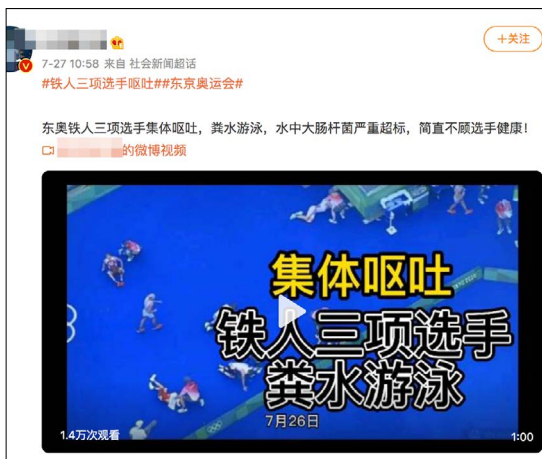 +关注
7-27 10:58 来自 社会新闻超话
#铁人三项选手呕吐##东京奥运会#
东奥铁人三项选手集体呕吐，粪水游泳，水中大肠杆菌严重超标，简直不顾选手健康！
的微博视频
集体呕吐
铁人三项选手
粪水游泳
7月26日
1.4万次观看
1:00